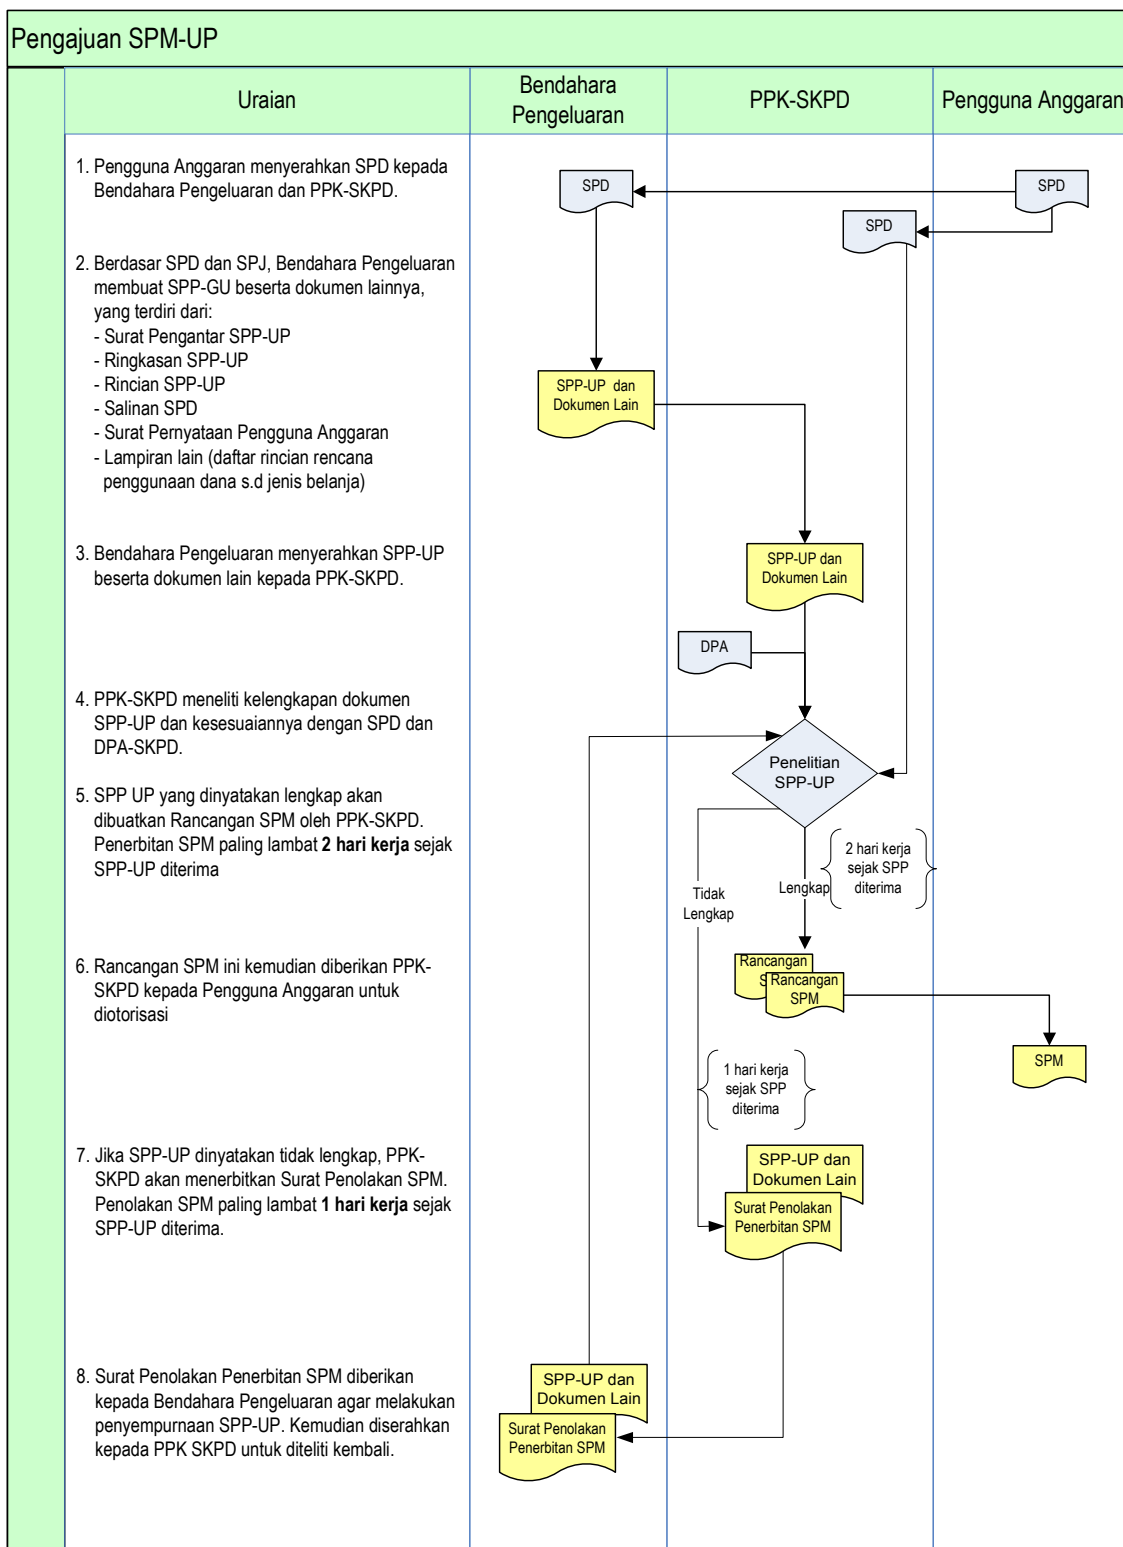 Pengajuan SPM-UP
Uraian
Bendahara
Pengeluaran
PPK-SKPD
Pengguna Anggaran
1. Pengguna Anggaran menyerahkan SPD kepada
Bendahara Pengeluaran dan PPK-SKPD.
SPD
SPD
SPD
2. Berdasar SPD dan SPJ, Bendahara Pengeluaran
membuat SPP-GU beserta dokumen lainnya,
yang terdiri dari:
- Surat Pengantar SPP-UP
- Ringkasan SPP-UP
- Rincian SPP-UP
- Salinan SPD
- Surat Pernyataan Pengguna Anggaran
- Lampiran lain (daftar rincian rencana
penggunaan dana s.d jenis belanja)
SPP-UP dan
Dokumen Lain
3. Bendahara Pengeluaran menyerahkan SPP-UP
beserta dokumen lain kepada PPK-SKPD.
SPP-UP dan
Dokumen Lain
DPA
4. PPK-SKPD meneliti kelengkapan dokumen
SPP-UP dan kesesuaiannya dengan SPD dan
DPA-SKPD.
Penelitian
SPP-UP
5. SPP UP yang dinyatakan lengkap akan
dibuatkan Rancangan SPM oleh PPK-SKPD.
Penerbitan SPM paling lambat 2 hari kerja sejak
SPP-UP diterima
2 hari kerja
sejak SPP
diterima
Tidak
Lengkap
Lengkap
6. Rancangan SPM ini kemudian diberikan PPK-
SKPD kepada Pengguna Anggaran untuk
diotorisasi
Rancangan
S
Rancangan
SPM
SPM
1 hari kerja
sejak SPP
diterima
7. Jika SPP-UP dinyatakan tidak lengkap, PPK-
SKPD akan menerbitkan Surat Penolakan SPM.
Penolakan SPM paling lambat 1 hari kerja sejak
SPP-UP diterima.
SPP-UP dan
Dokumen Lain
Surat Penolakan
Penerbitan SPM
8. Surat Penolakan Penerbitan SPM diberikan
kepada Bendahara Pengeluaran agar melakukan
penyempurnaan SPP-UP. Kemudian diserahkan
kepada PPK SKPD untuk diteliti kembali.
SPP-UP dan
Dokumen Lain
Surat Penolakan
Penerbitan SPM